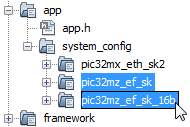 app
app.h
system_config
pic32mx_eth_sk2
pic32mz_ef_sk
pic32mz_ef_sk_16b
framework